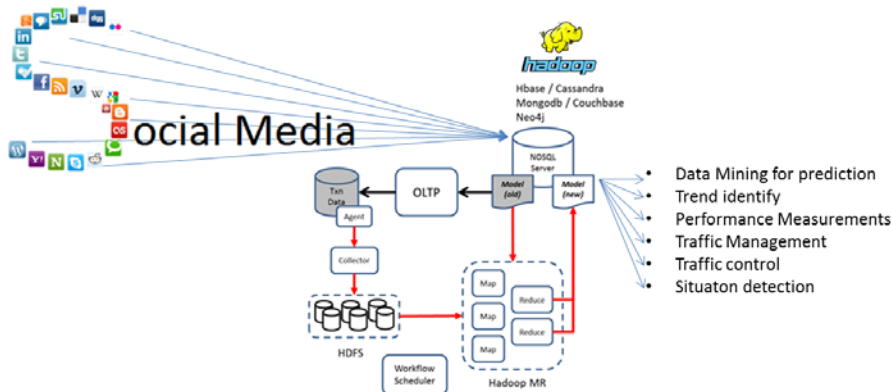 hadoop
Hbase / Cassandra
Mongodb / Couchbase
Neo4j
ocial Media
NOSQL
Server
Model
(old)
Model
(new)
OLTP
Txn
Data
Agent
Collector
HDFS
Map
Map
Map
Reduce
Reduce
Hadoop MR
Workflow
Scheduler
• Data Mining for prediction
• Trend identify
• Performance Measurements
• Traffic Management
• Traffic control
• Situaton detection